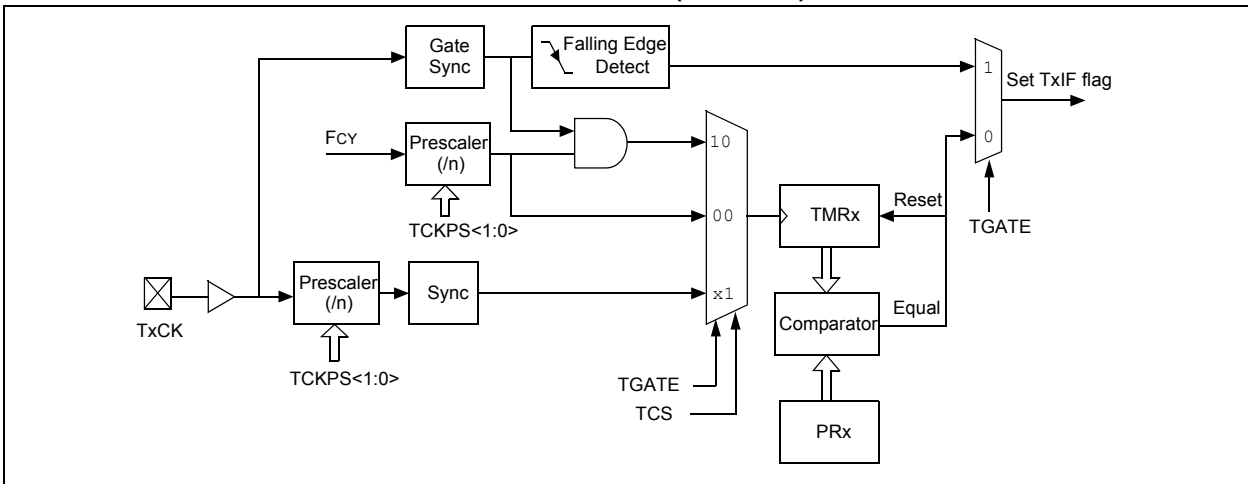 Gate
Sync
Falling Edge
Detect
1
Set TxIF flag
0
FCY
Prescaler
(/n)
10
TCKPS<1:0>
00
TMRx
Reset
TGATE
Prescaler
(/n)
Sync
x1
TxCK
Comparator
Equal
TCKPS<1:0>
TGATE
TCS
PRx